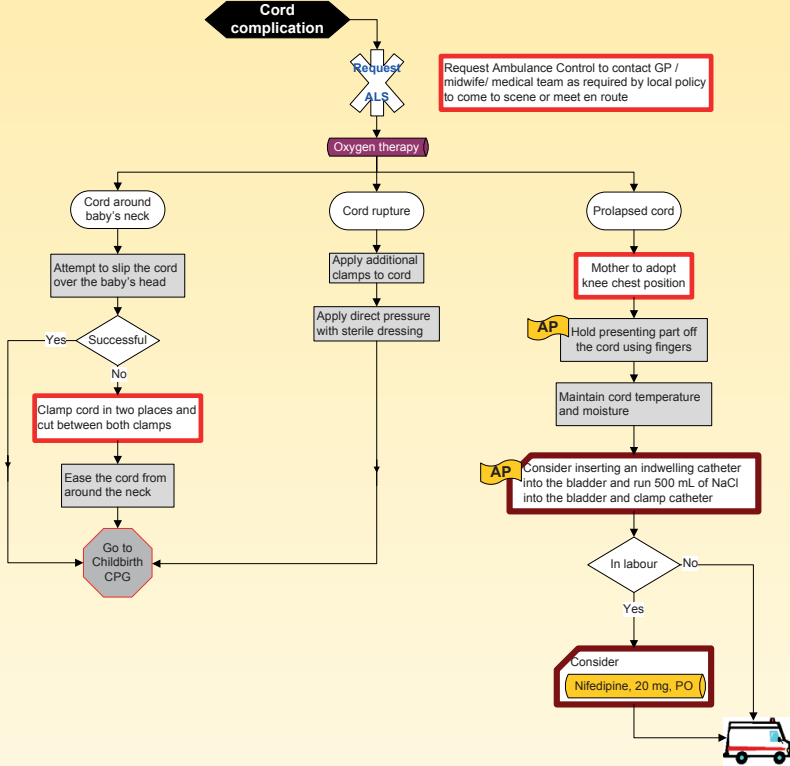 Cord
complication
Request
ALS
Request Ambulance Control to contact GP /
midwife/ medical team as required by local policy
to come to scene or meet en route
Oxygen therapy
Cord around
baby's neck
Cord rupture
Prolapsed cord
Attempt to slip the cord
over the baby's head
Apply additional
clamps to cord
Mother to adopt
knee chest position
Apply direct pressure
with sterile dressing
AP
Hold presenting part off
the cord using fingers
Yes
Successful
No
Maintain cord temperature
and moisture
Clamp cord in two places and
cut between both clamps
AP
Consider inserting an indwelling catheter
into the bladder and run 500 mL of NaCl
into the bladder and clamp catheter
Ease the cord from
around the neck
Go to
Childbirth
CPG
In labour
No
Yes
Consider
Nifedipine, 20 mg, PO